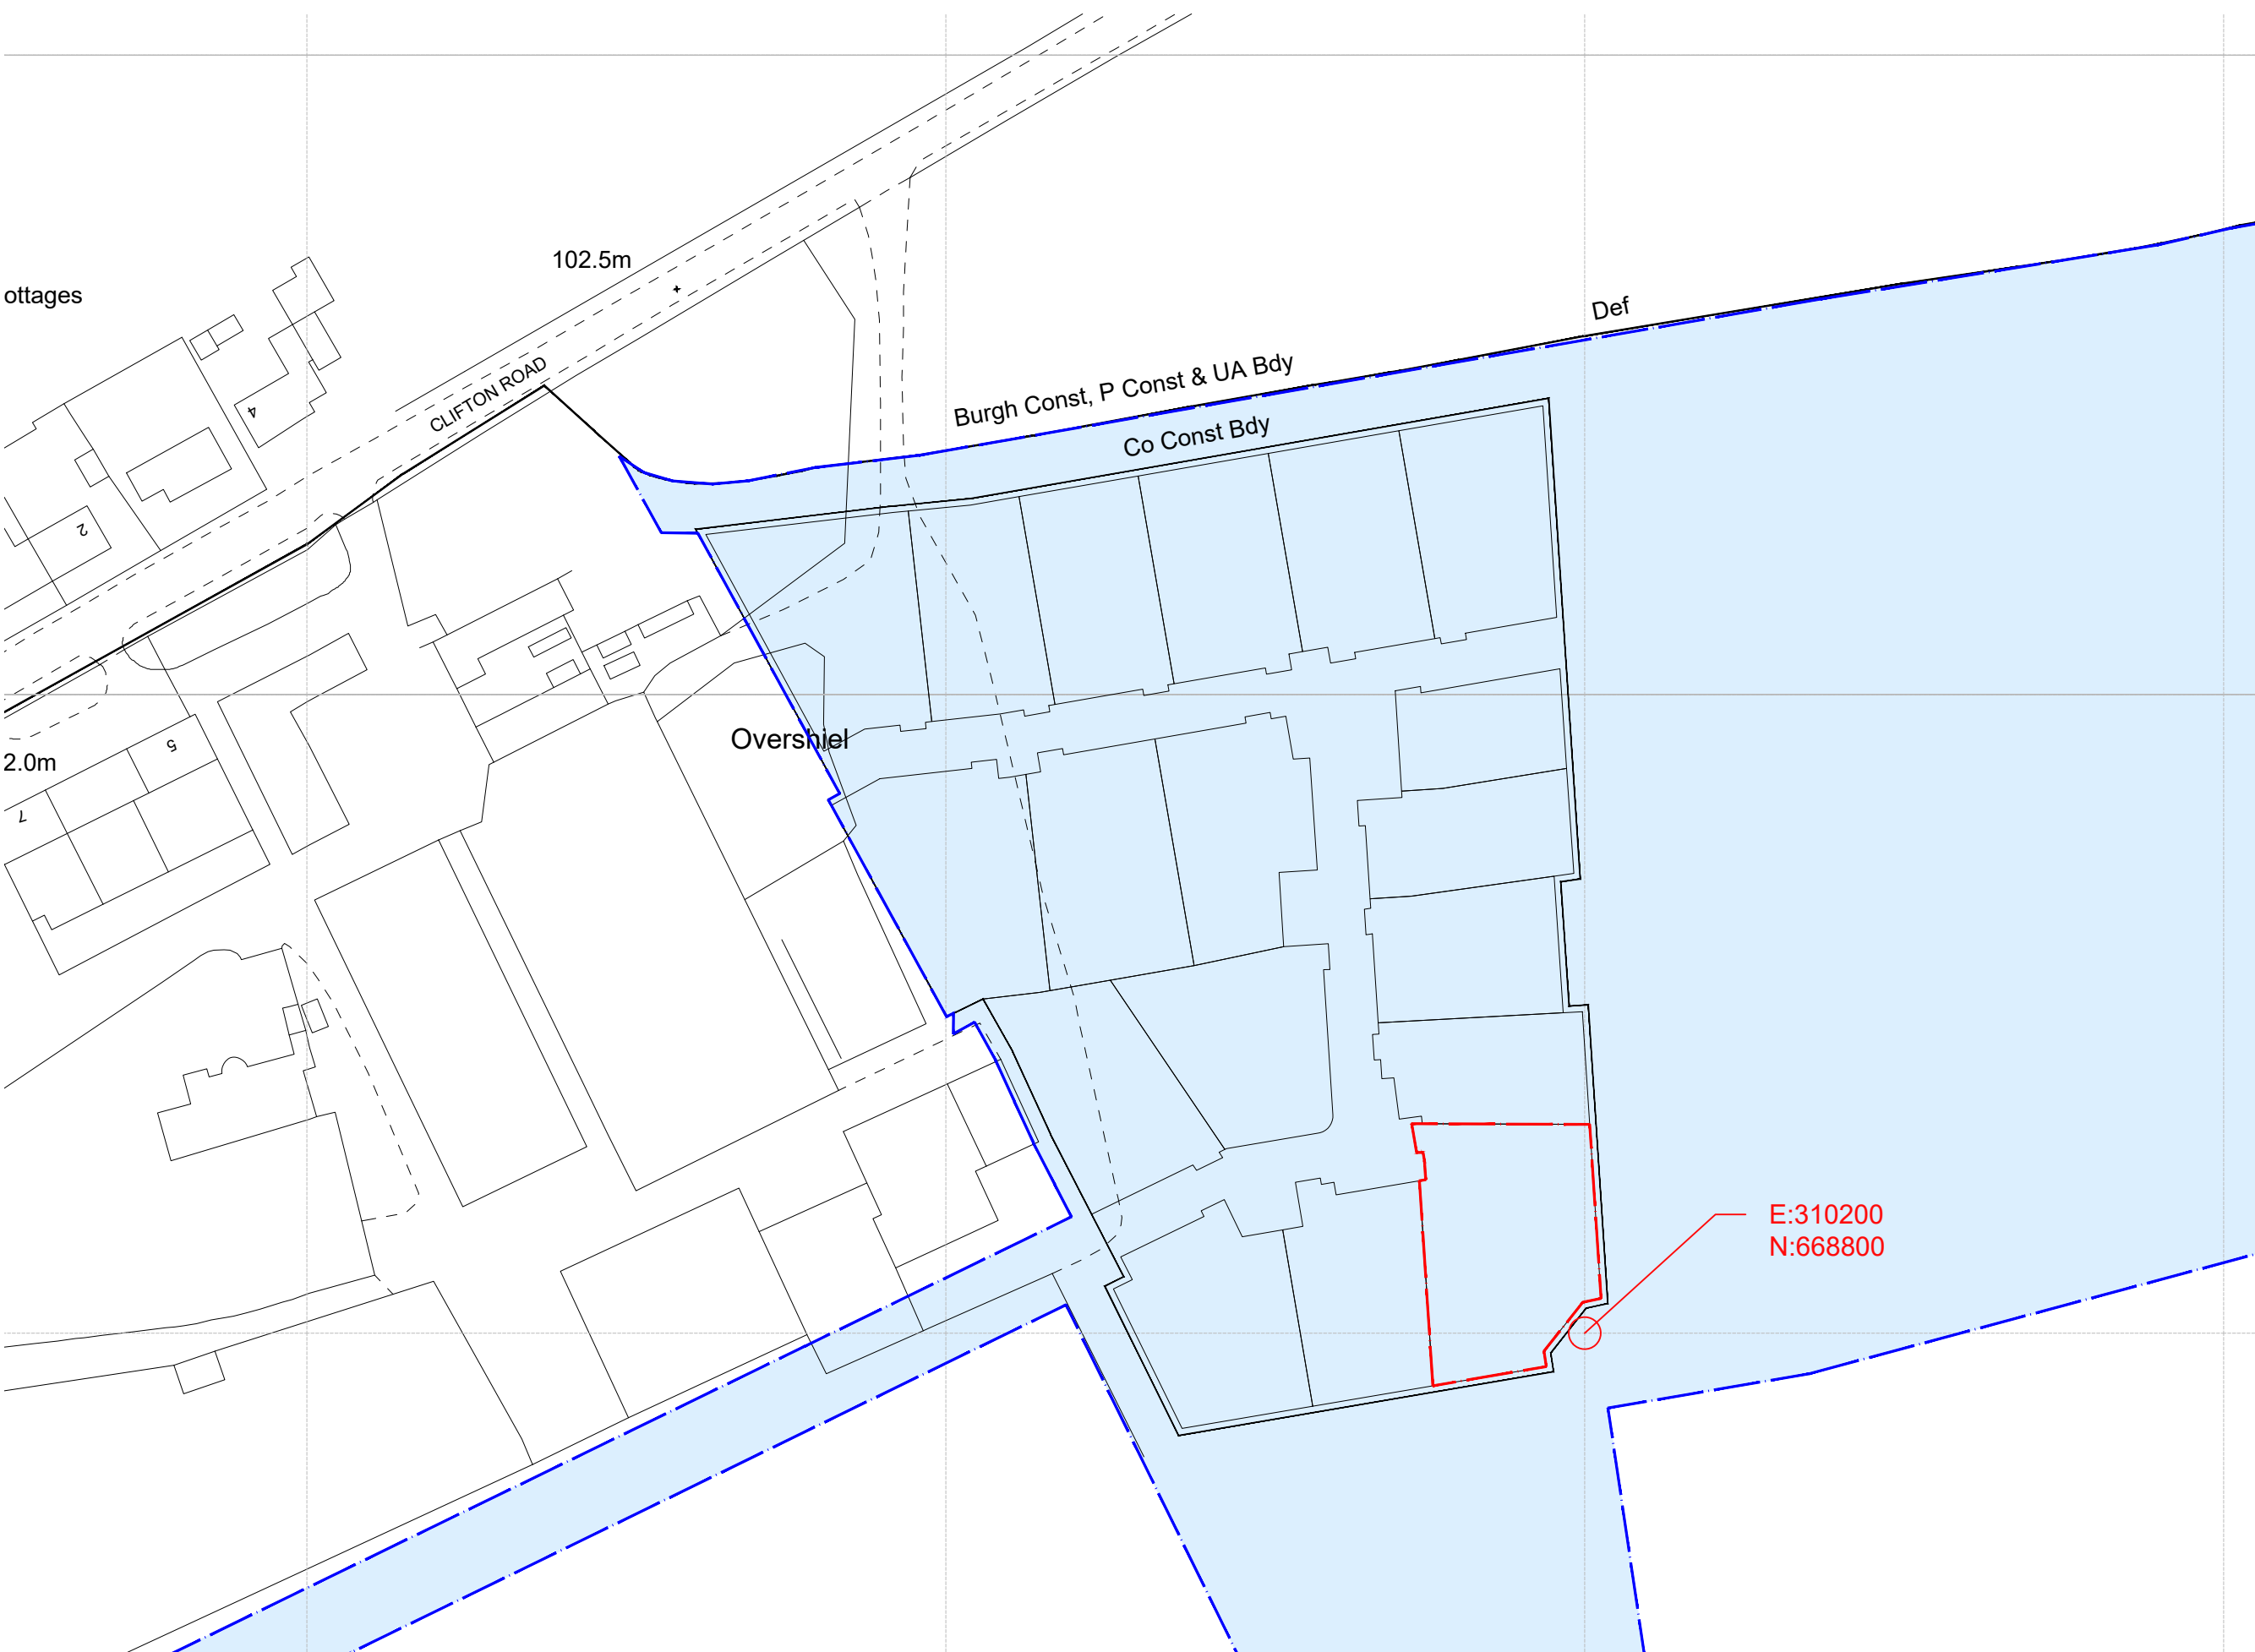 102.5m
ottages
Def
CLIFTON ROAD
Burgh Const, P Const & UA Bdy
4
Co Const Bdy
2
Overshiel
5
2.0m
7
E:310200
N:668800